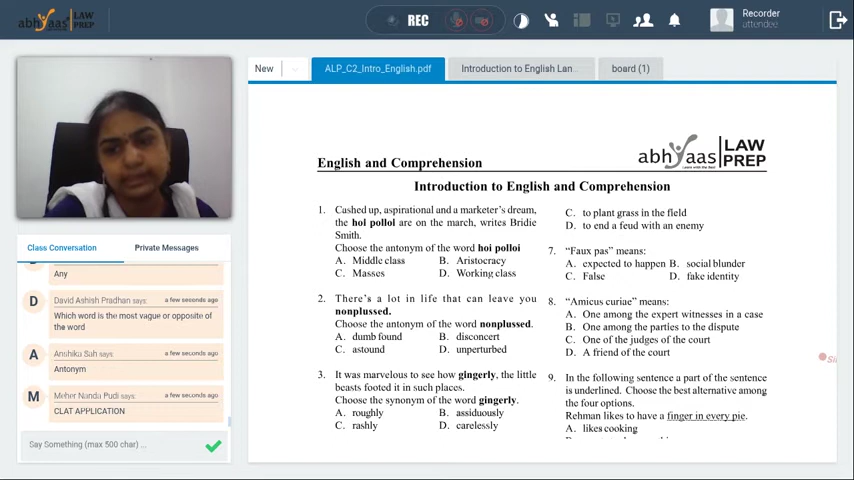 abhyaas LAW PREP
REC
Recorder
attendee
New
ALP_C2_Intro_English.pdf
Introduction to English Lan...
board (1)
English and Comprehension
abhyaas LAW PREP
Learn with the Best
Introduction to English and Comprehension
1. Cashed up, aspirational and a marketer's dream,
the hoi polloi are on the march, writes Bridie
Smith.
Choose the antonym of the word hoi polloi
A. Middle class B. Aristocracy
C. Masses D. Working class
2. There's a lot in life that can leave you
nonplussed.
Choose the antonym of the word nonplussed.
A. dumb found B. disconcert
C. astound D. unperturbed
3. It was marvelous to see how gingerly, the little
beasts footed it in such places.
Choose the synonym of the word gingerly.
A. roughly B. assiduously
C. rashly D. carelessly
C. to plant grass in the field
D. to end a feud with an enemy
7. "Faux pas" means:
A. expected to happen B. social blunder
C. False D. fake identity
8. "Amicus curiae" means:
A. One among the expert witnesses in a case
B. One among the parties to the dispute
C. One of the judges of the court
D. A friend of the court
9. In the following sentence a part of the sentence
is underlined. Choose the best alternative among
the four options.
Rehman likes to have a finger in every pie.
A. likes cooking
Class Conversation
Private Messages
Any
D
David Ashish Pradhan says: a few seconds ago
Which word is the most vague or opposite of
the word
A
Anshika Sah says a few seconds ago
Antonym
M
Meher Nanda Pudi says: a few seconds ago
CLAT APPLICATION
Say Something (max 500 char) ...